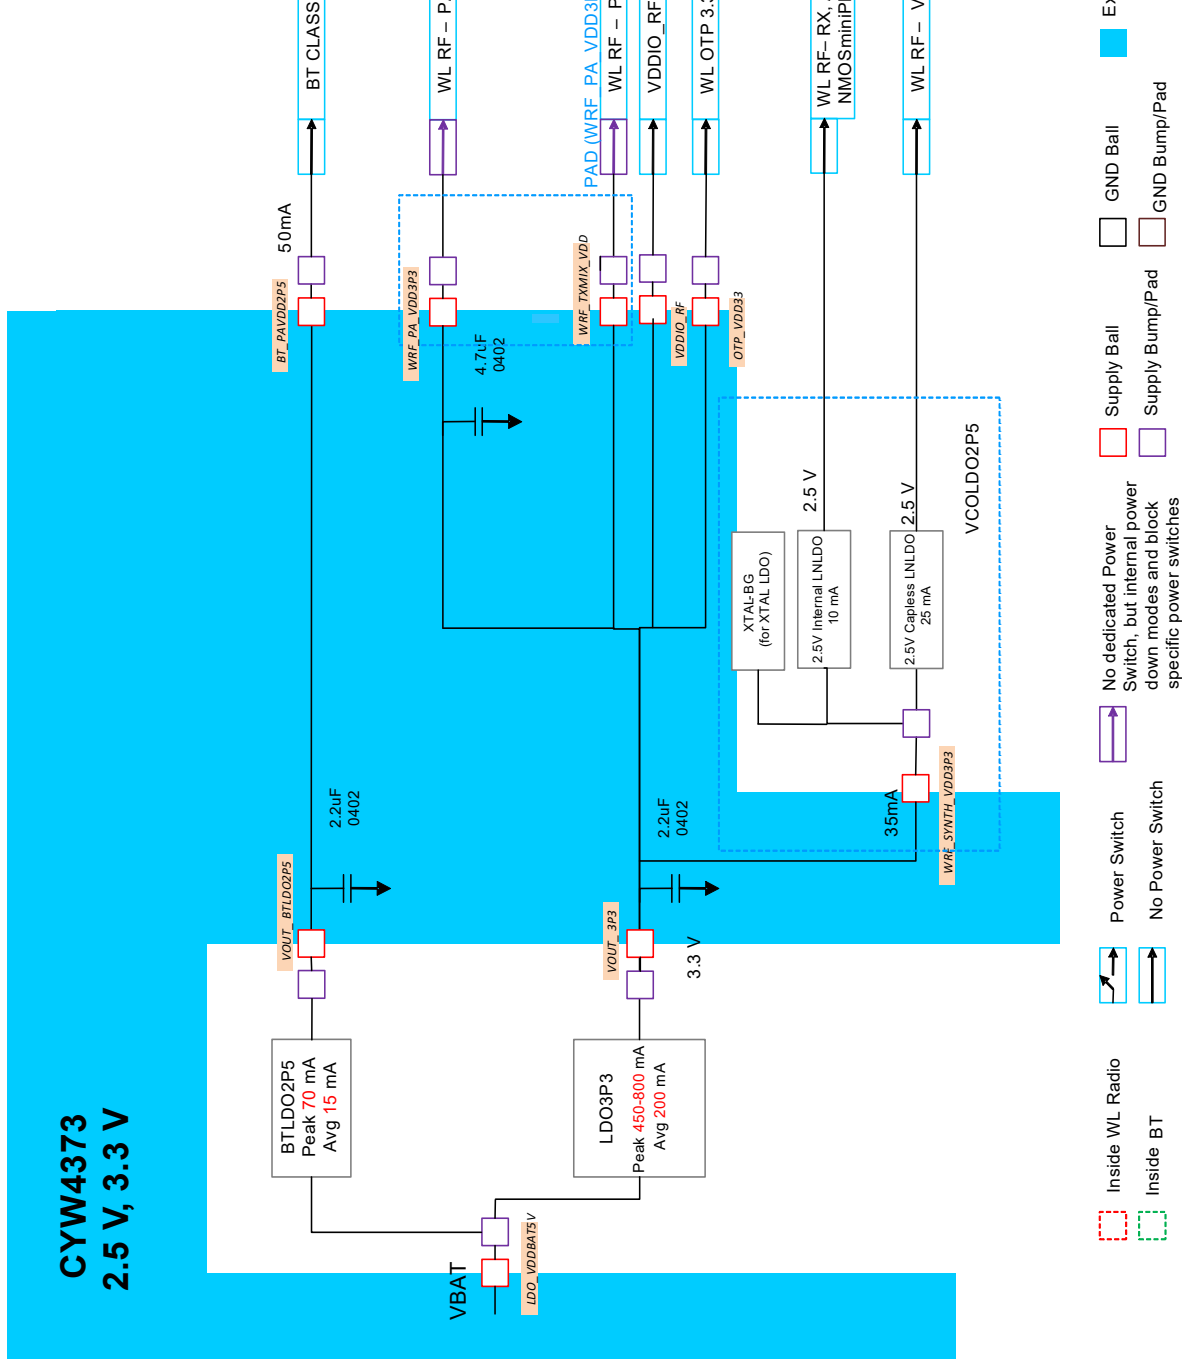 CYW4373
2.5 V, 3.3 V
VBAT
LDO_VDDBAT5V
BTLDO2P5
Peak 70 mA
Avg 15 mA
VOUT_BTLDO2P5
2.2uF
0402
BT_PAVDD2P5
50mA
BT CLASS
LDO3P3
Peak 450-800 mA
Avg 200 mA
VOUT_3P3
3.3 V
2.2uF
0402
4.7uF
0402
WRF_PA_VDD3P3
WL RF – P
WRF_TXMIX_VDD
PAD (WRF_PA_VDD3
WL RF – P
VDDIO_RF
VDDIO_RF
OTP_VDD33
WL OTP 3.3
35mA
WRF_SYNTH_VDD3P3
XTAL-BG
(for XTAL LDO)
2.5V Internal LNLDO
10 mA
2.5 V
WL RF– RX,
NMOSminiP
2.5V Capless LNLDO
25 mA
2.5 V
WL RF – V
VCOLDO2P5
Inside WL Radio
Inside BT
Power Switch
No Power Switch
No dedicated Power
Switch, but internal power
down modes and block
specific power switches
Supply Ball
Supply Bump/Pad
GND Ball
GND Bump/Pad